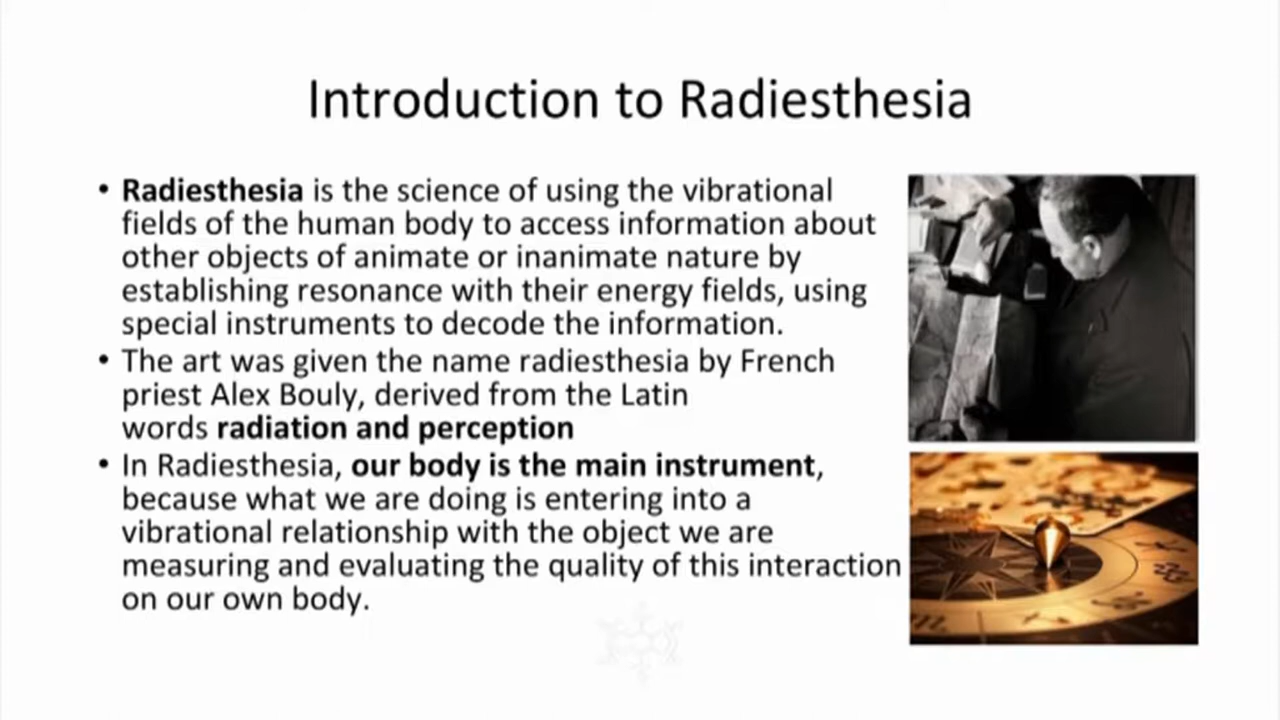 Introduction to Radiesthesia
• Radiesthesia is the science of using the vibrational
fields of the human body to access information about
other objects of animate or inanimate nature by
establishing resonance with their energy fields, using
special instruments to decode the information.
• The art was given the name radiesthesia by French
priest Alex Bouly, derived from the Latin
words radiation and perception
• In Radiesthesia, our body is the main instrument,
because what we are doing is entering into a
vibrational relationship with the object we are
measuring and evaluating the quality of this interaction
on our own body.